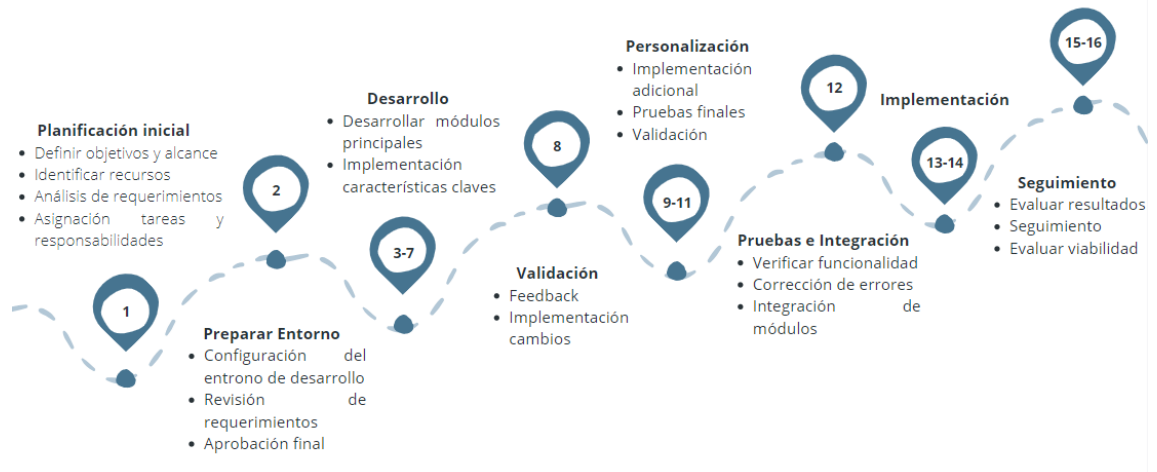 1
Planificación inicial
• Definir objetivos y alcance
• Identificar recursos
• Análisis de requerimientos
• Asignación tareas y
responsabilidades
2
Preparar Entorno
• Configuración del
entrono de desarrollo
• Revisión de
requerimientos
• Aprobación final
3-7
Desarrollo
• Desarrollar módulos
principales
• Implementación
características claves
8
Validación
• Feedback
• Implementación
cambios
9-11
Personalización
• Implementación
adicional
• Pruebas finales
• Validación
12
Pruebas e Integración
• Verificar funcionalidad
• Corrección de errores
• Integración de
módulos
13-14
Implementación
15-16
Seguimiento
• Evaluar resultados
• Seguimiento
• Evaluar viabilidad